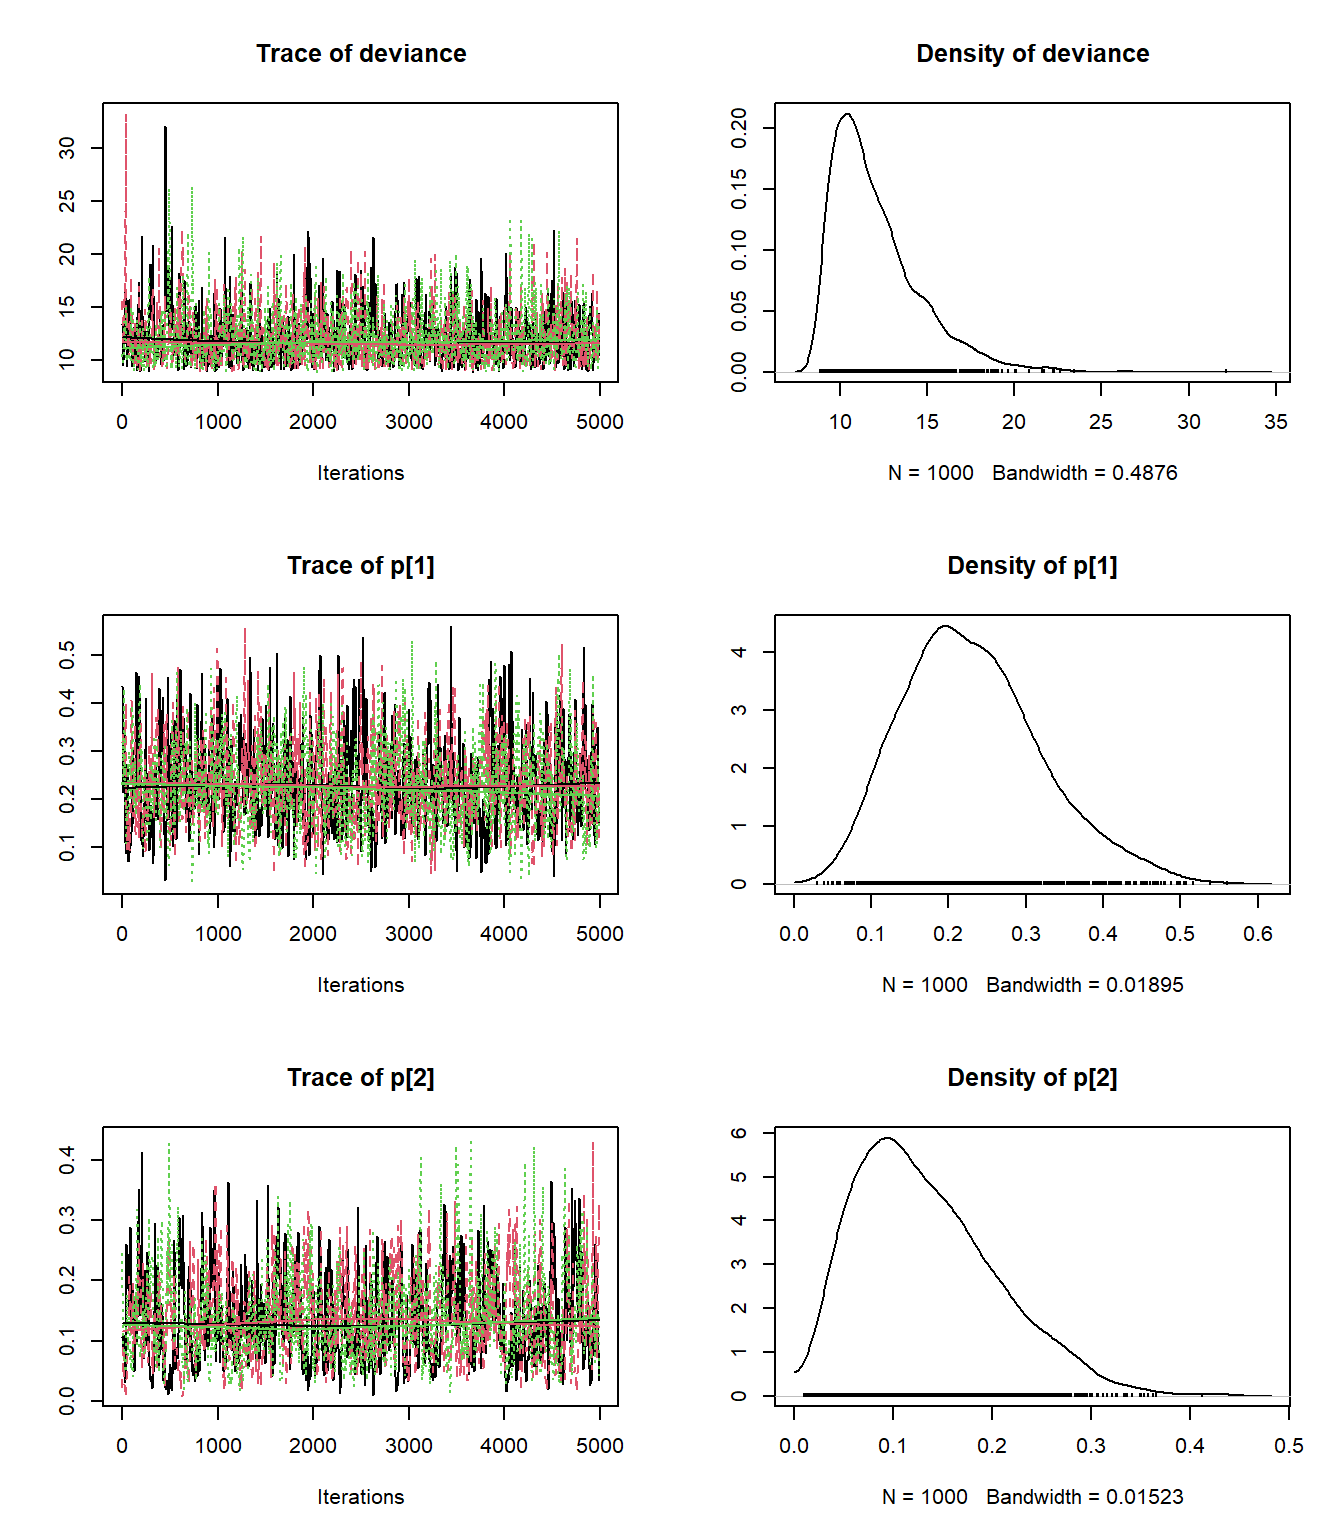 Trace of deviance
30
25
20
15
10
0 1000 2000 3000 4000 5000
Iterations
Density of deviance
0.20
0.15
0.10
0.05
0.00
10 15 20 25 30 35
N = 1000 Bandwidth = 0.4876
Trace of p[1]
0.5
0.4
0.3
0.2
0.1
0 1000 2000 3000 4000 5000
Iterations
Density of p[1]
4
3
2
1
0
0.0 0.1 0.2 0.3 0.4 0.5 0.6
N = 1000 Bandwidth = 0.01895
Trace of p[2]
0.4
0.3
0.2
0.1
0.0
0 1000 2000 3000 4000 5000
Iterations
Density of p[2]
6
5
4
3
2
1
0
0.0 0.1 0.2 0.3 0.4 0.5
N = 1000 Bandwidth = 0.01523